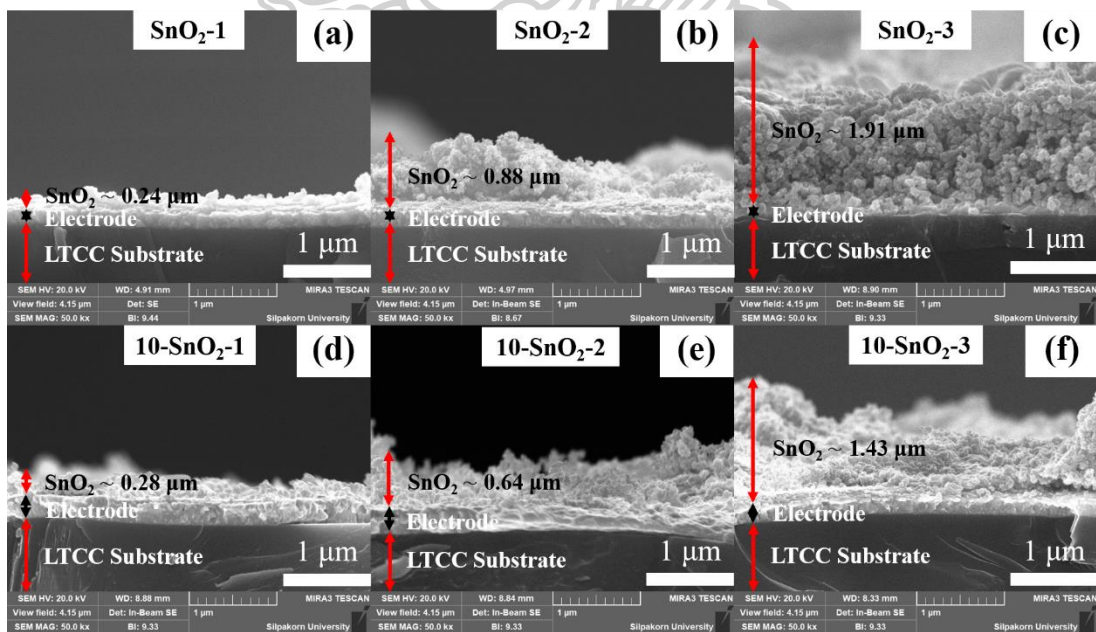 SnO₂-1
(a)
SnO₂ ~ 0.24 μm
Electrode
LTCC Substrate
1 μm
SEM HV: 20.0 kV WD: 4.91 mm MIRA3 TESCAN
View field: 4.15 μm Det: SE 1 μm
SEM MAG: 50.0 kx BI: 9.44 Silpakorn University
SnO₂-2
(b)
SnO₂ ~ 0.88 μm
Electrode
LTCC Substrate
1 μm
SEM HV: 20.0 kV WD: 4.97 mm MIRA3 TESCAN
View field: 4.15 μm Det: In-Beam SE 1 μm
SEM MAG: 50.0 kx BI: 8.67 Silpakorn University
SnO₂-3
(c)
SnO₂ ~ 1.91 μm
Electrode
LTCC Substrate
1 μm
SEM HV: 20.0 kV WD: 8.90 mm MIRA3 TESCAN
View field: 4.15 μm Det: In-Beam SE 1 μm
SEM MAG: 50.0 kx BI: 9.33 Silpakorn University
10-SnO₂-1
(d)
SnO₂ ~ 0.28 μm
Electrode
LTCC Substrate
1 μm
SEM HV: 20.0 kV WD: 8.88 mm MIRA3 TESCAN
View field: 4.15 μm Det: In-Beam SE 1 μm
SEM MAG: 50.0 kx BI: 9.33 Silpakorn University
10-SnO₂-2
(e)
SnO₂ ~ 0.64 μm
Electrode
LTCC Substrate
1 μm
SEM HV: 20.0 kV WD: 8.84 mm MIRA3 TESCAN
View field: 4.15 μm Det: In-Beam SE 1 μm
SEM MAG: 50.0 kx BI: 9.33 Silpakorn University
10-SnO₂-3
(f)
SnO₂ ~ 1.43 μm
Electrode
LTCC Substrate
1 μm
SEM HV: 20.0 kV WD: 8.33 mm MIRA3 TESCAN
View field: 4.15 μm Det: In-Beam SE 1 μm
SEM MAG: 50.0 kx BI: 9.33 Silpakorn University